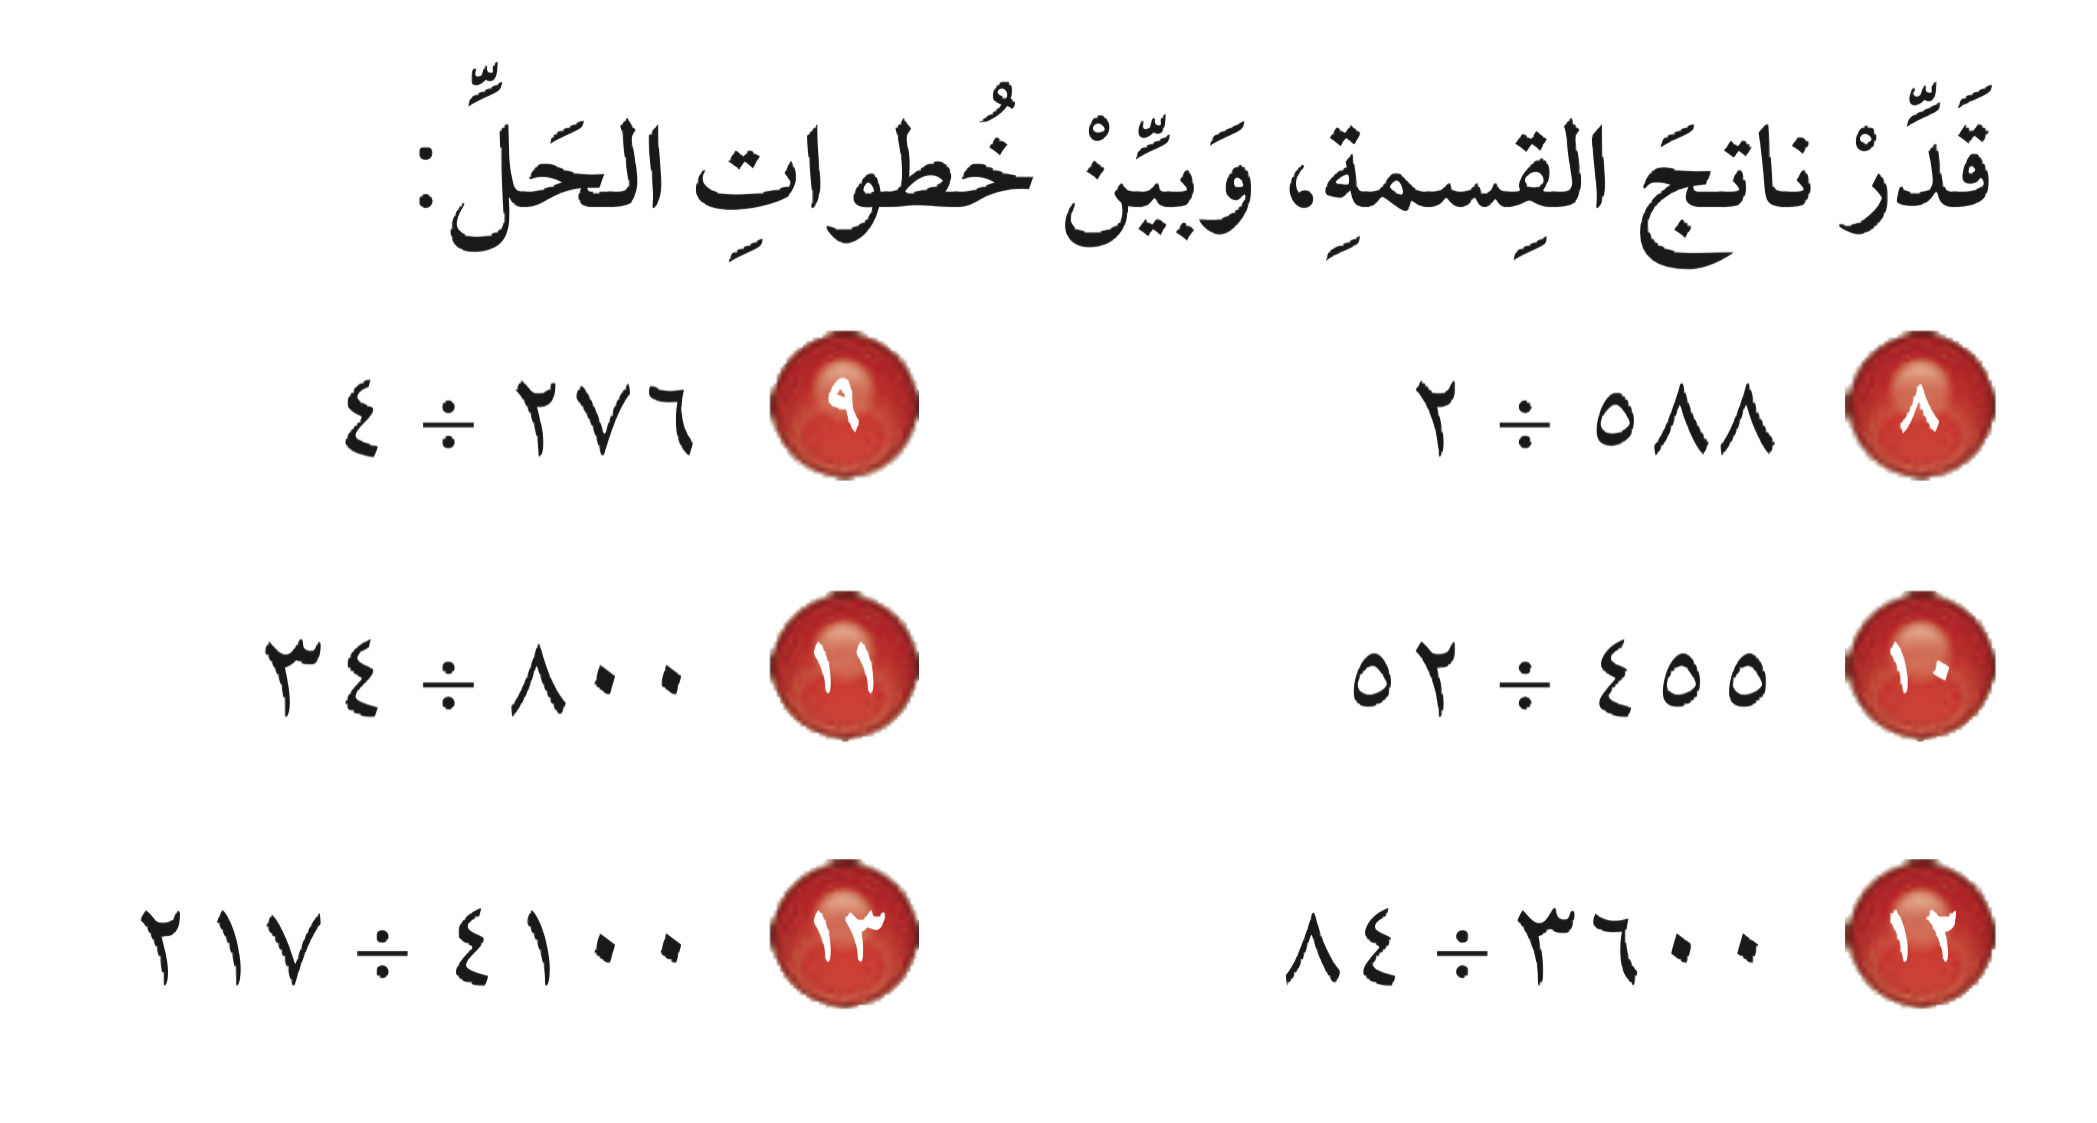 قَدِّرْ ناتجَ القِسمةِ، وَبيِّنْ خُطواتِ الحَلِّ:
٨ ٥٨٨ ÷ ٢ ٩ ٢٧٦ ÷ ٤
١٠ ٤٥٥ ÷ ٥٢ ١١ ٨٠٠ ÷ ٣٤
١٢ ٣٦٠٠ ÷ ٨٤ ١٣ ٤١٠٠ ÷ ٢١٧